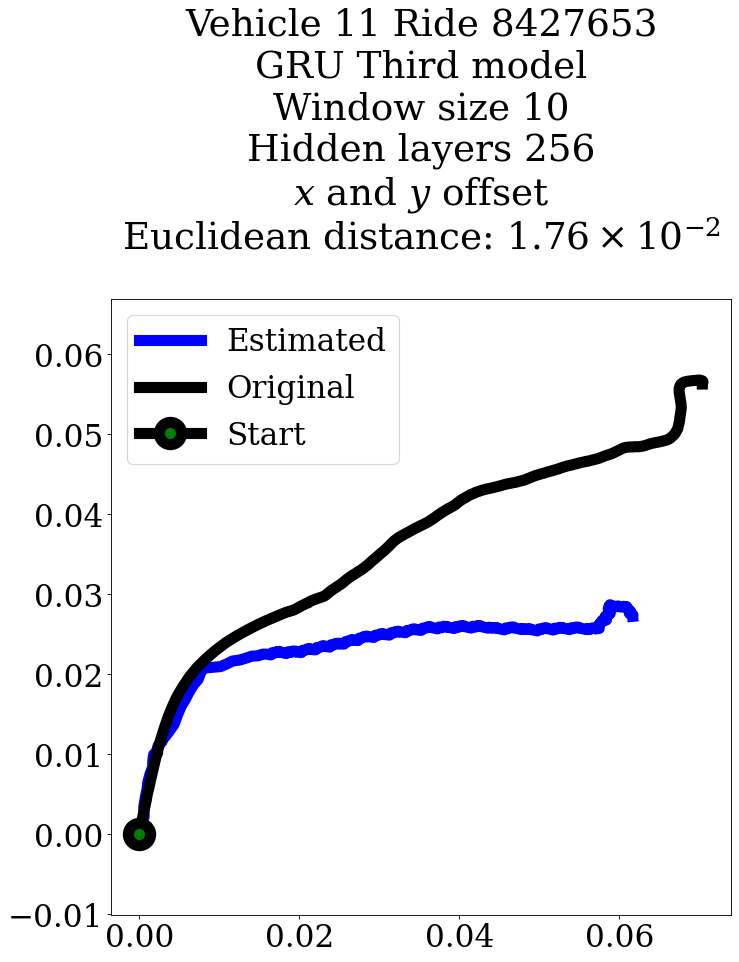 Vehicle 11 Ride 8427653
GRU Third model
Window size 10
Hidden layers 256
x and y offset
Euclidean distance: 1.76 × 10⁻²
Estimated
Original
Start
0.06
0.05
0.04
0.03
0.02
0.01
0.00
−0.01
0.00 0.02 0.04 0.06